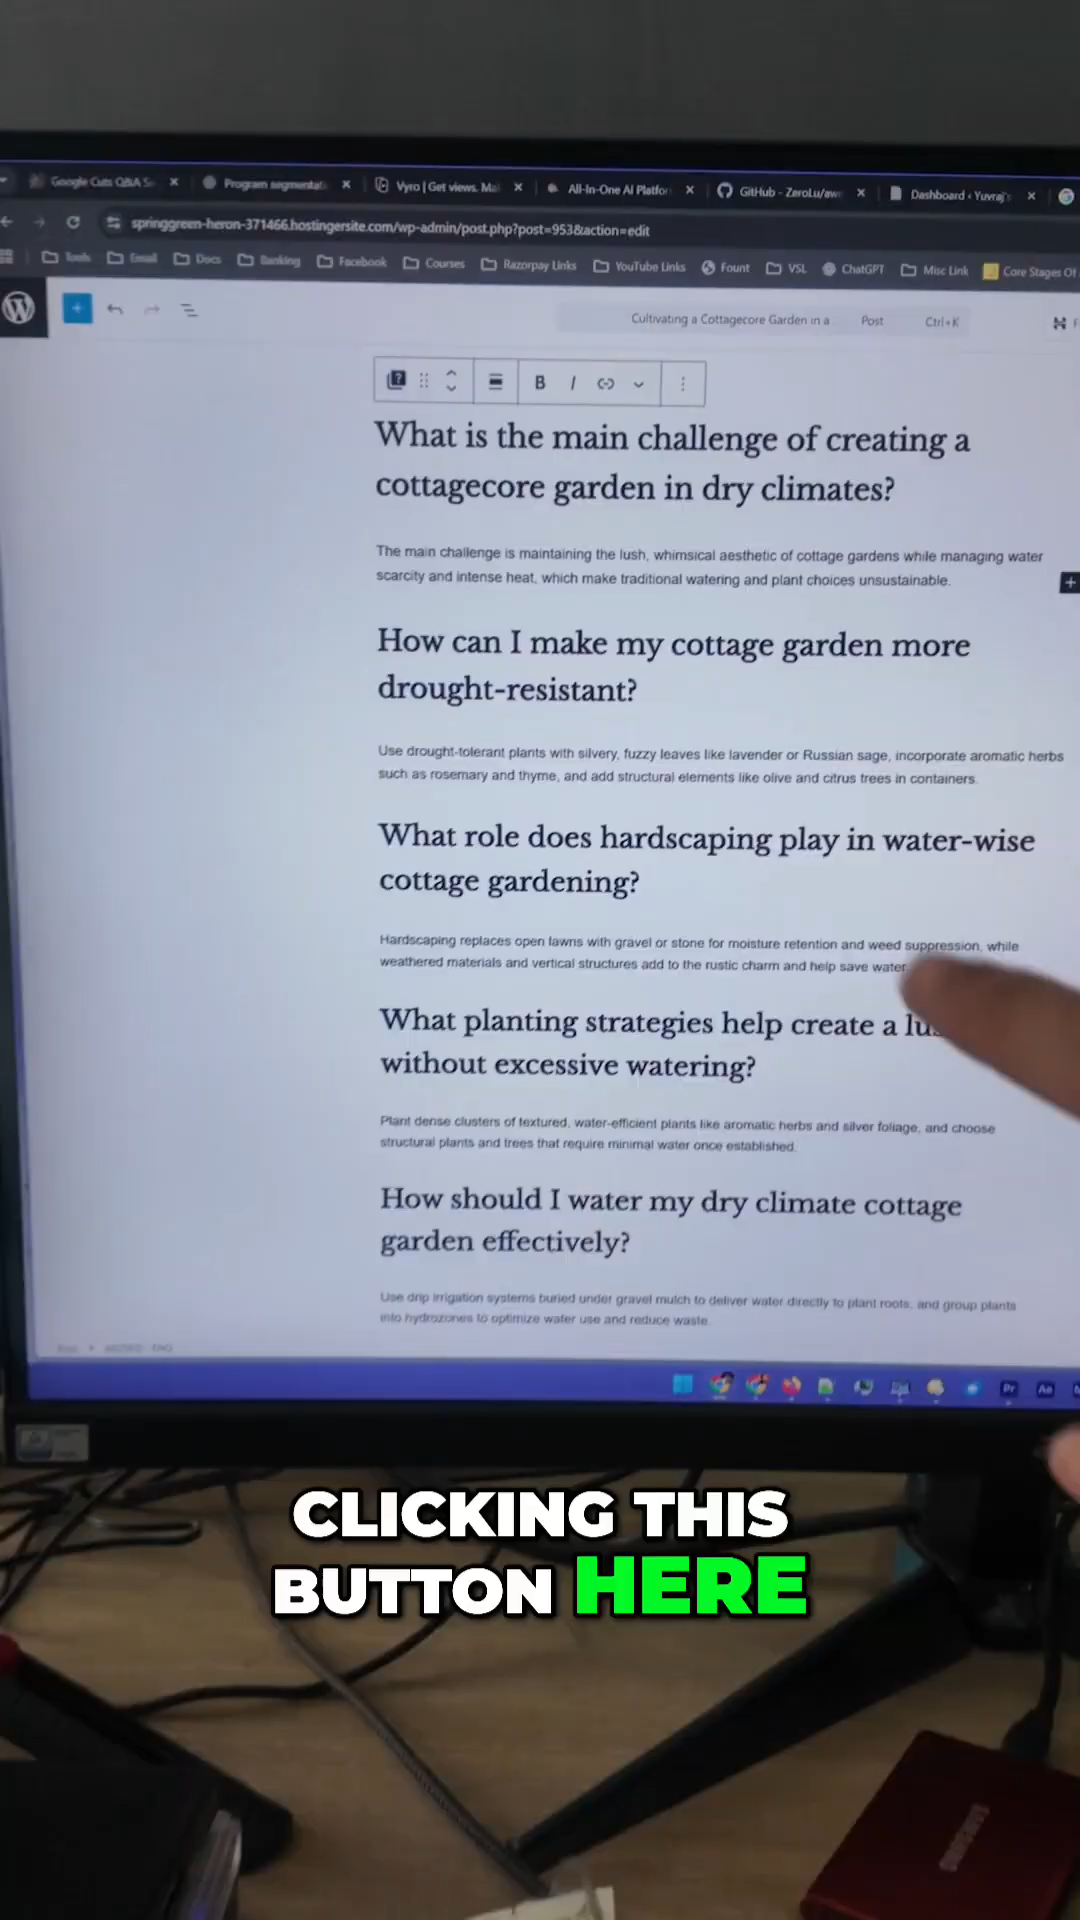 Google Cuts Q&A S
Program segmentat
Vyro | Get views. Ma
All-In-One AI Platfor
GitHub - ZeroLu/awe
Dashboard ‹ Yuvraj's
springgreen-heron-371466.hostingersite.com/wp-admin/post.php?post=953&action=edit
Tools
Email
Docs
Banking
Facebook
Courses
Razorpay Links
YouTube Links
Fount
VSL
ChatGPT
Misc Link
Core Stages Of
Cultivating a Cottagecore Garden in a
Post
Ctrl+K
B I
What is the main challenge of creating a
cottagecore garden in dry climates?
The main challenge is maintaining the lush, whimsical aesthetic of cottage gardens while managing water
scarcity and intense heat, which make traditional watering and plant choices unsustainable.
How can I make my cottage garden more
drought-resistant?
Use drought-tolerant plants with silvery, fuzzy leaves like lavender or Russian sage, incorporate aromatic herbs
such as rosemary and thyme, and add structural elements like olive and citrus trees in containers.
What role does hardscaping play in water-wise
cottage gardening?
Hardscaping replaces open lawns with gravel or stone for moisture retention and weed suppression, while
weathered materials and vertical structures add to the rustic charm and help save water
What planting strategies help create a lu
without excessive watering?
Plant dense clusters of textured, water-efficient plants like aromatic herbs and silver foliage, and choose
structural plants and trees that require minimal water once established.
How should I water my dry climate cottage
garden effectively?
Use drip irrigation systems buried under gravel mulch to deliver water directly to plant roots, and group plants
into hydrozones to optimize water use and reduce waste.
Pr
Ae
CLICKING THIS
BUTTON HERE
SAMSUNG